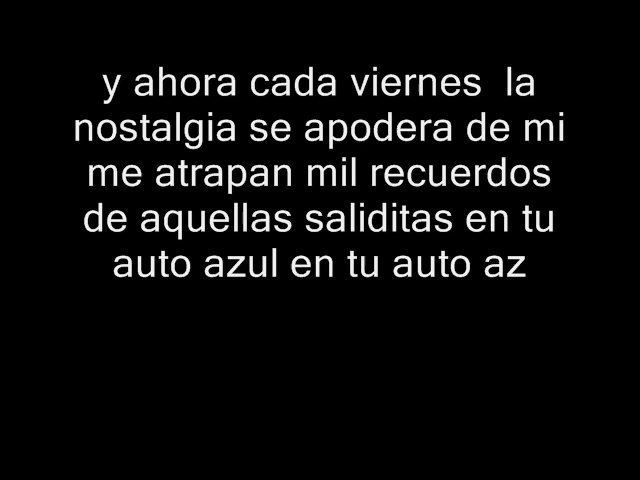 y ahora cada viernes  la
nostalgia se apodera de mi
me atrapan mil recuerdos
de aquellas saliditas en tu
auto azul en tu auto az